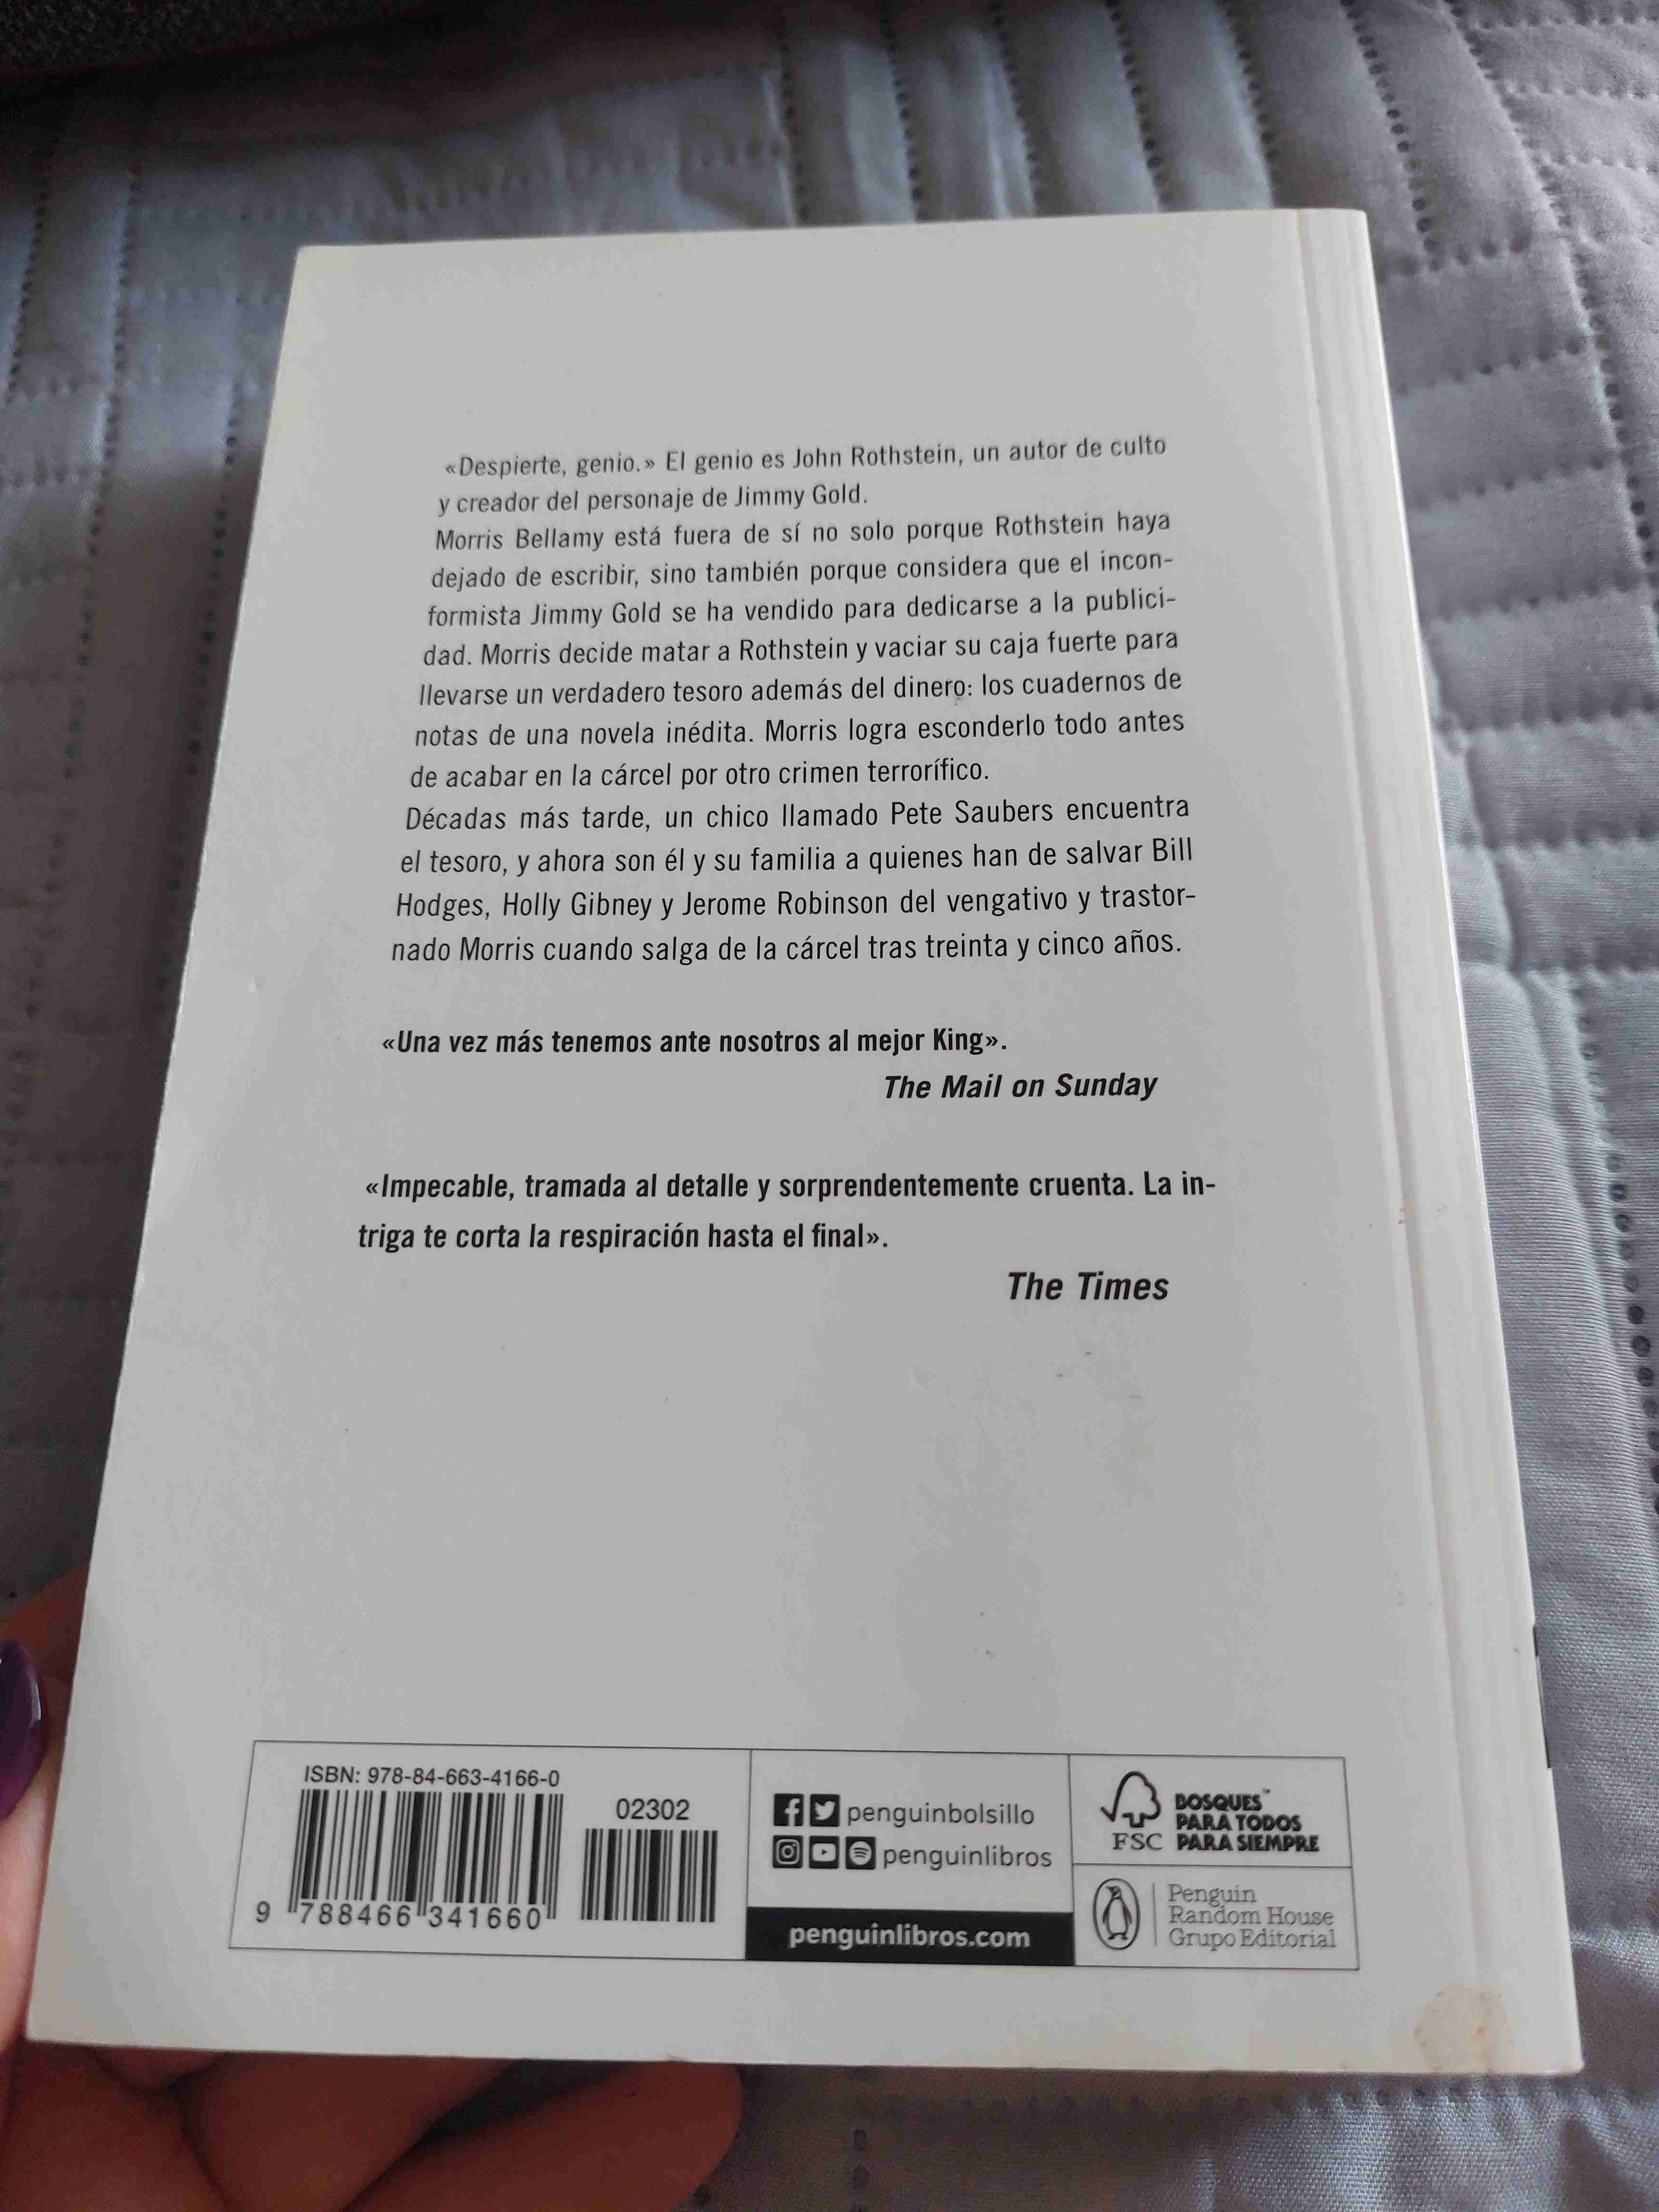 «Despierte, genio.» El genio es John Rothstein, un autor de culto
y creador del personaje de Jimmy Gold.
Morris Bellamy está fuera de sí no solo porque Rothstein haya
dejado de escribir, sino también porque considera que el incon-
formista Jimmy Gold se ha vendido para dedicarse a la publici-
dad. Morris decide matar a Rothstein y vaciar su caja fuerte para
llevarse un verdadero tesoro además del dinero: los cuadernos de
notas de una novela inédita. Morris logra esconderlo todo antes
de acabar en la cárcel por otro crimen terrorífico.
Décadas más tarde, un chico llamado Pete Saubers encuentra
el tesoro, y ahora son él y su familia a quienes han de salvar Bill
Hodges, Holly Gibney y Jerome Robinson del vengativo y trastor-
nado Morris cuando salga de la cárcel tras treinta y cinco años.
«Una vez más tenemos ante nosotros al mejor King».
The Mail on Sunday
«Impecable, tramada al detalle y sorprendentemente cruenta. La in-
triga te corta la respiración hasta el final».
The Times
ISBN: 978-84-663-4166-0
02302
9 788466 341660
penguinbolsillo
penguinlibros
penguinlibros.com
FSC
BOSQUES™
PARA TODOS
PARA SIEMPRE
Penguin
Random House
Grupo Editorial